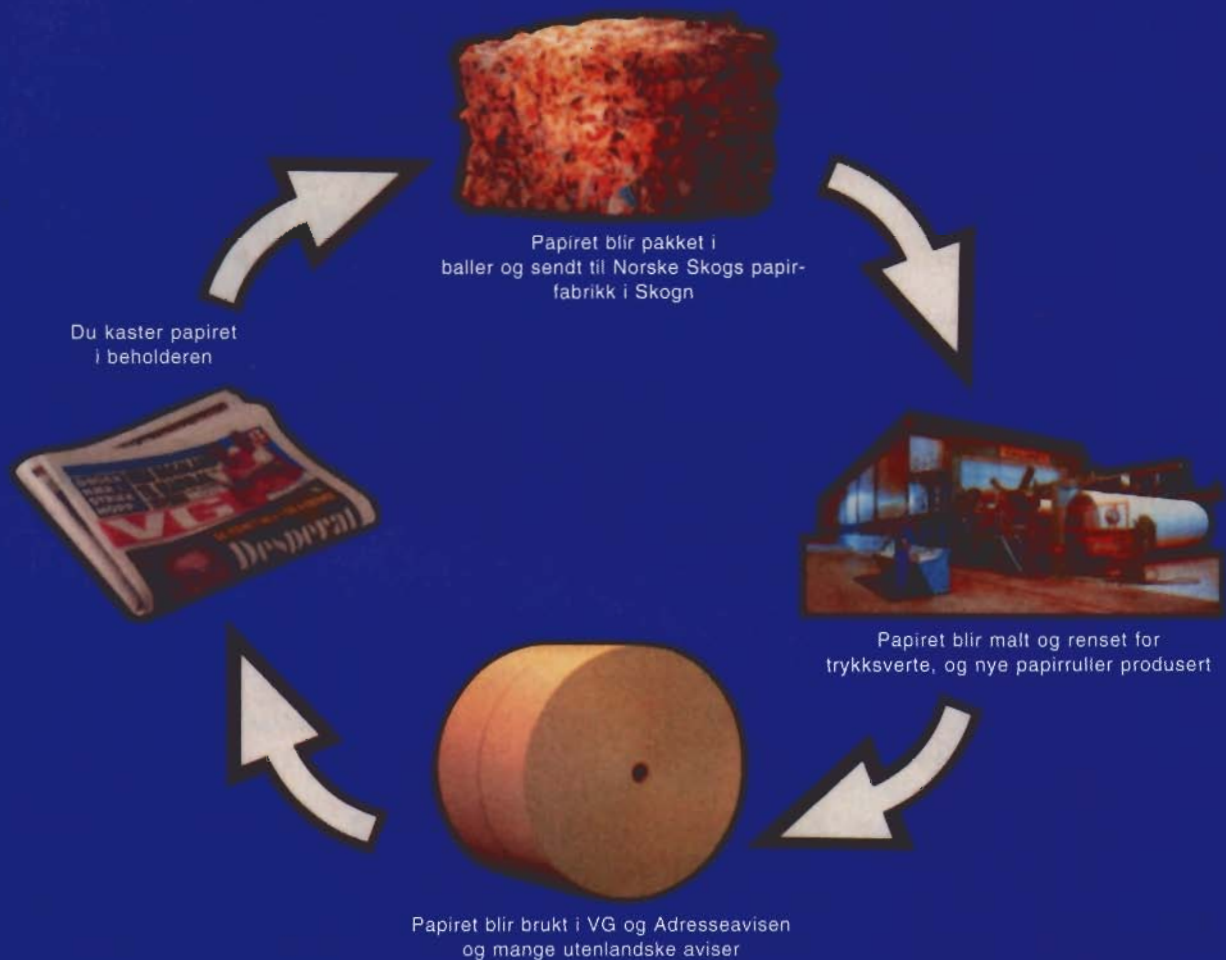 Papiret blir pakket i
baller og sendt til Norske Skogs papir-
fabrikk i Skogn
Du kaster papiret
i beholderen
VG
Desperat
Papiret blir malt og renset for
trykksverte, og nye papirruller produsert
Papiret blir brukt i VG og Adresseavisen
og mange utenlandske aviser